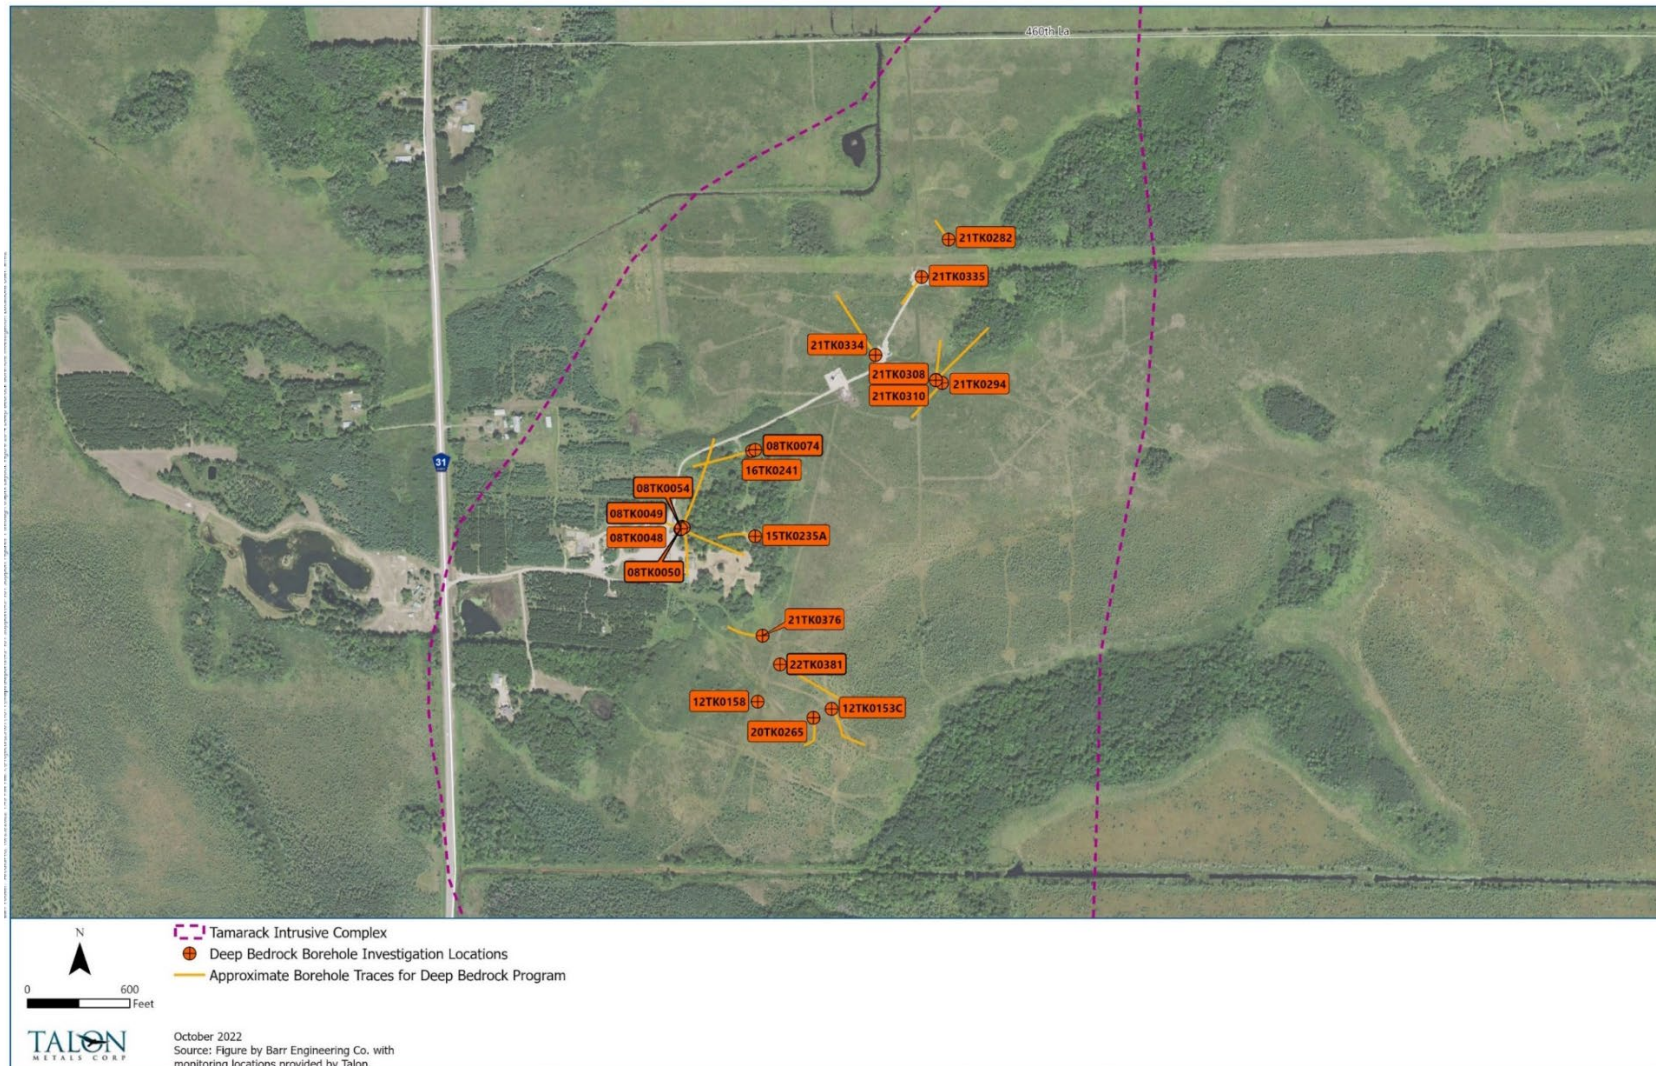 460th La
21TK0282
21TK0335
21TK0334
21TK0308
21TK0294
21TK0310
31
08TK0074
16TK0241
08TK0054
08TK0049
08TK0048
15TK0235A
08TK0050
21TK0376
22TK0381
12TK0158
12TK0153C
20TK0265
N
Tamarack Intrusive Complex
Deep Bedrock Borehole Investigation Locations
Approximate Borehole Traces for Deep Bedrock Program
0 600
Feet
TALON
METALS CORP
October 2022
Source: Figure by Barr Engineering Co. with
monitoring locations provided by Talon